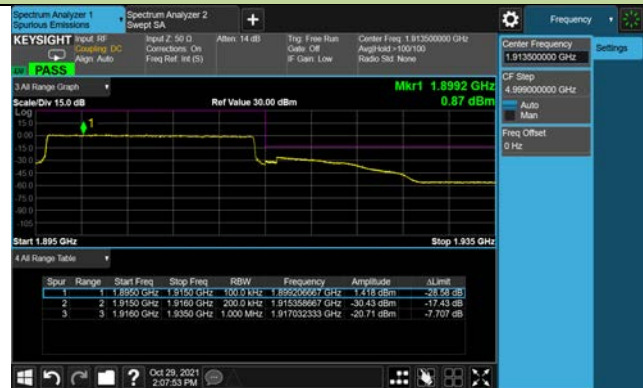 Spectrum Analyzer 1
Spurious Emissions
Spectrum Analyzer 2
Swept SA
+
Frequency
KEYSIGHT
Input: RF
Coupling: DC
Align: Auto
Input Z: 50 Ω
Corrections: On
Freq Ref: Int (S)
Atten: 14 dB
Trig: Free Run
Gate: Off
IF Gain: Low
Center Freq: 1.913500000 GHz
Avg|Hold:>100/100
Radio Std: None
PASS
Center Frequency
1.913500000 GHz
Settings
CF Step
4.999000000 GHz
Auto
Man
Freq Offset
0 Hz
3 All Range Graph
Mkr1 1.8992 GHz
Scale/Div 15.0 dB
Ref Value 30.00 dBm
0.87 dBm
Log
15.0
1
0.00
-15.0
-30.0
-45.0
-60.0
-75.0
-90.0
-105
Start 1.895 GHz
Stop 1.935 GHz
4 All Range Table
Spur Range Start Freq Stop Freq RBW Frequency Amplitude ΔLimit
1 1 1.8950 GHz 1.9150 GHz 100.0 kHz 1.899206667 GHz 1.418 dBm -28.58 dB
2 2 1.9150 GHz 1.9160 GHz 200.0 kHz 1.915358667 GHz -30.43 dBm -17.43 dB
3 3 1.9160 GHz 1.9350 GHz 1.000 MHz 1.917032333 GHz -20.71 dBm -7.707 dB
?
Oct 29, 2021
2:07:53 PM